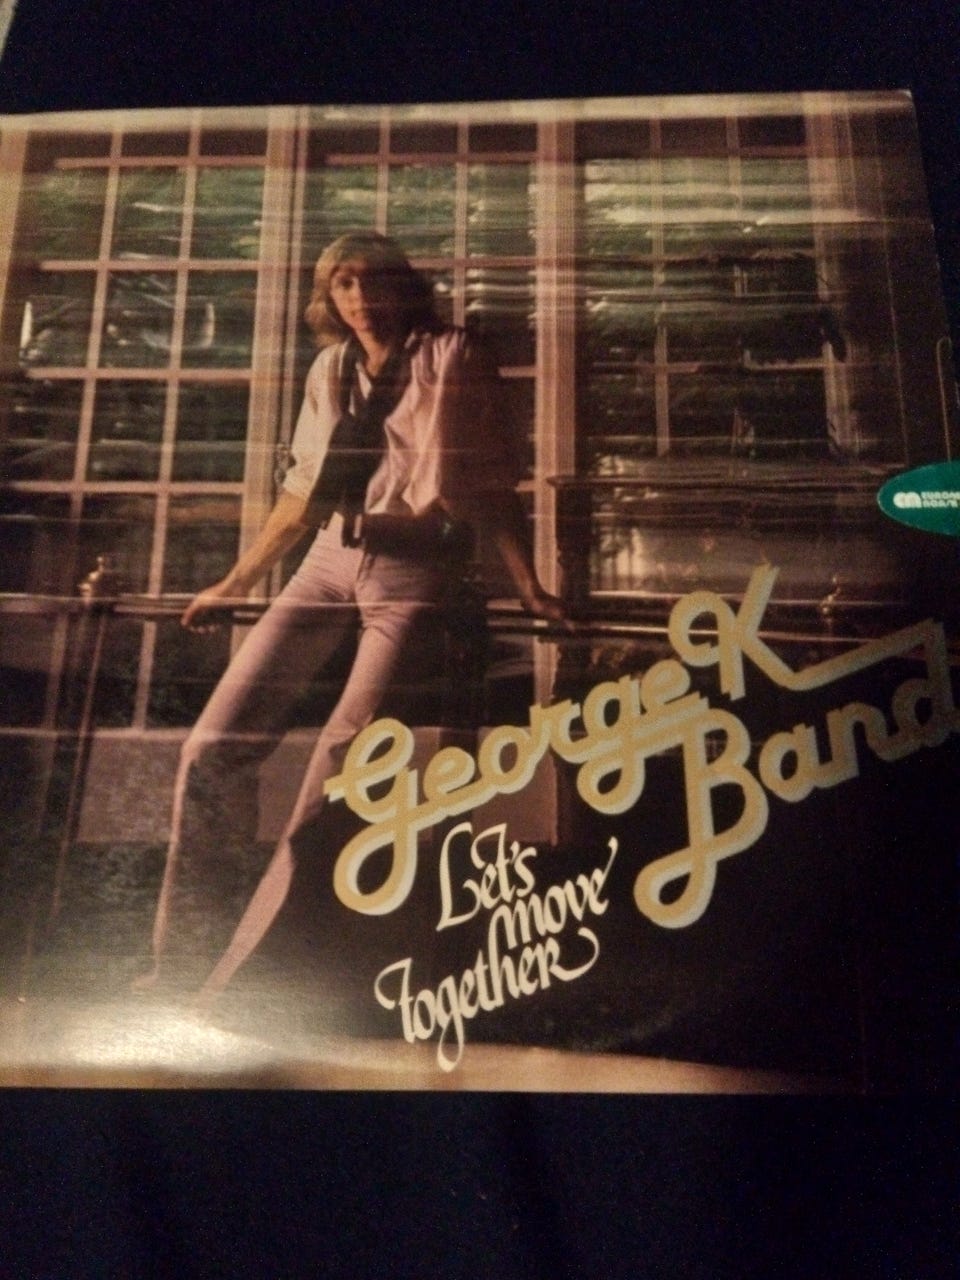 George K
Band
Let's
move
together